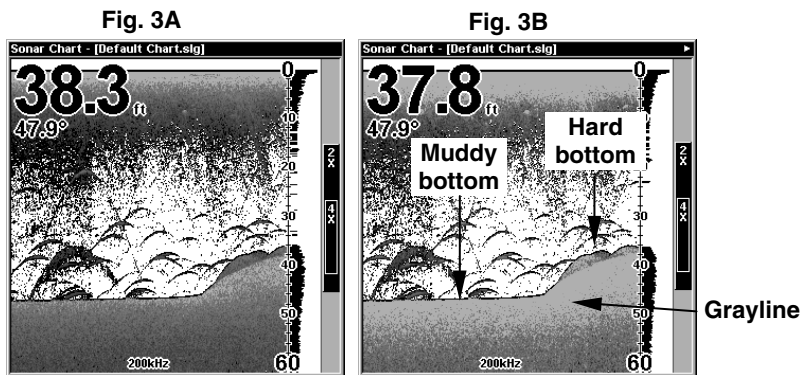 Fig. 3A
Sonar Chart - [Default Chart.slg]
38.3 ft
47.9°
0
10
20
30
40
50
60
200kHz
2X
4X
Fig. 3B
Sonar Chart - [Default Chart.slg]
37.8 ft
47.9°
0
10
20
30
40
50
60
200kHz
2X
4X
Muddy
bottom
Hard
bottom
Grayline